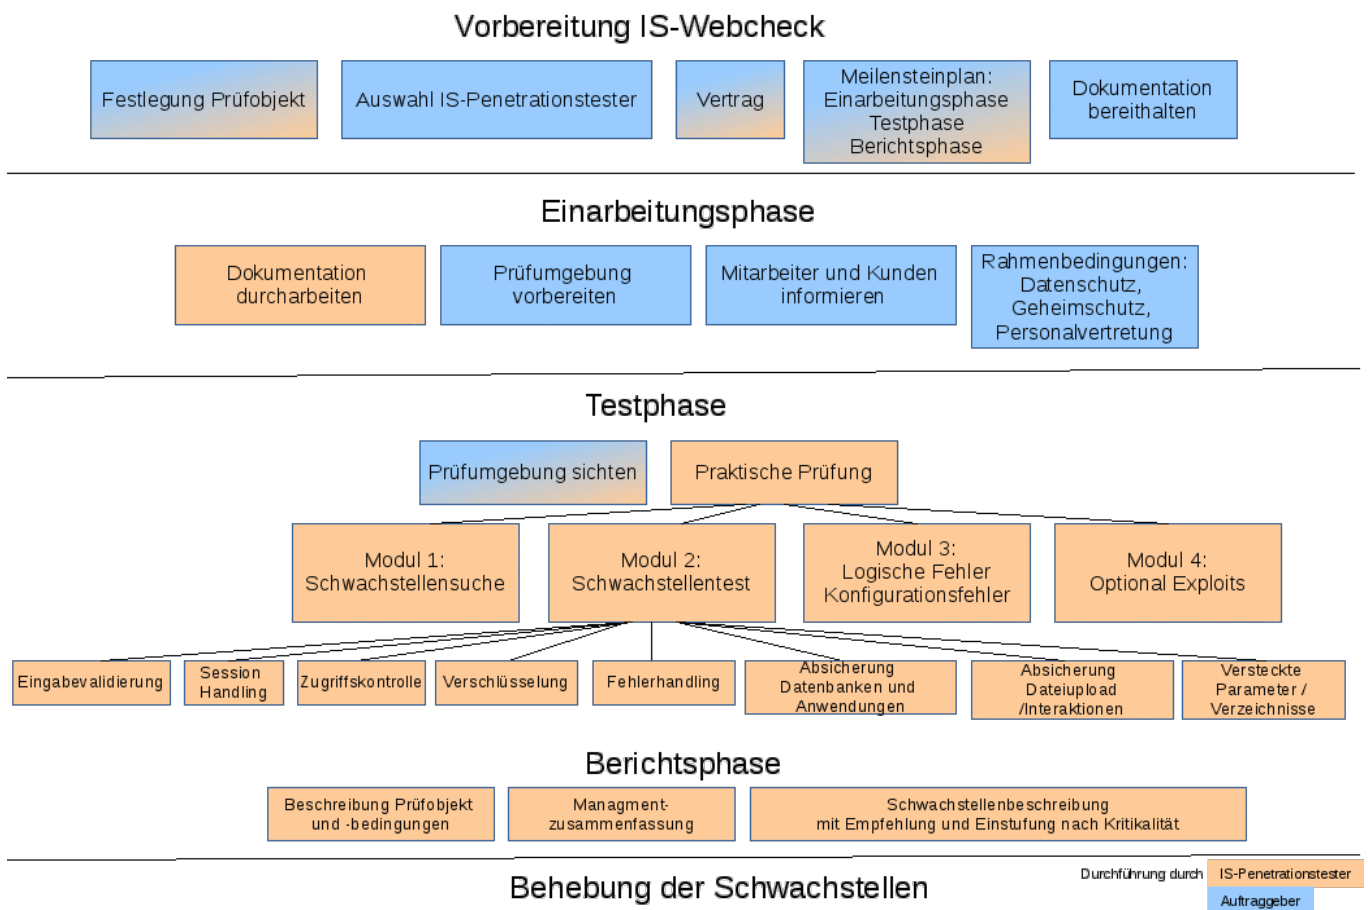 Vorbereitung IS-Webcheck
Festlegung Prüfobjekt
Auswahl IS-Penetrationstester
Vertrag
Meilensteinplan:
Einarbeitungsphase
Testphase
Berichtsphase
Dokumentation
bereithalten
Einarbeitungsphase
Dokumentation
durcharbeiten
Prüfumgebung
vorbereiten
Mitarbeiter und Kunden
informieren
Rahmenbedingungen:
Datenschutz,
Geheimschutz,
Personalvertretung
Testphase
Prüfumgebung sichten
Praktische Prüfung
Modul 1:
Schwachstellensuche
Modul 2:
Schwachstellentest
Modul 3:
Logische Fehler
Konfigurationsfehler
Modul 4:
Optional Exploits
Eingabevalidierung
Session
Handling
Zugriffskontrolle
Verschlüsselung
Fehlerhandling
Absicherung
Datenbanken und
Anwendungen
Absicherung
Dateiupload
/Interaktionen
Versteckte
Parameter /
Verzeichnisse
Berichtsphase
Beschreibung Prüfobjekt
und -bedingungen
Managment-
zusammenfassung
Schwachstellenbeschreibung
mit Empfehlung und Einstufung nach Kritikalität
Behebung der Schwachstellen
Durchführung durch
IS-Penetrationstester
Auftraggeber